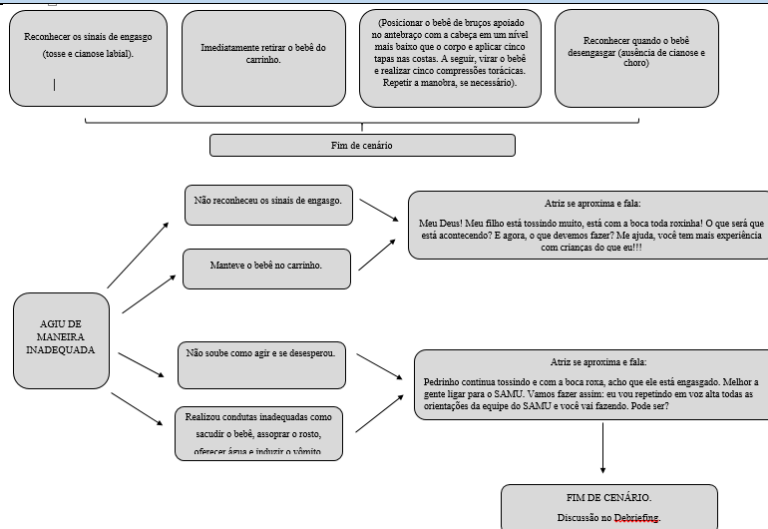 Reconhecer os sinais de engasgo
(tosse e cianose labial).
Imediatamente retirar o bebê do
carrinho.
(Posicionar o bebê de bruços apoiado
no antebraço com a cabeça em um nível
mais baixo que o corpo e aplicar cinco
tapas nas costas. A seguir, virar o bebê
e realizar cinco compressões torácicas.
Repetir a manobra, se necessário).
Reconhecer quando o bebê
desengasgar (ausência de cianose e
choro)
Fim de cenário
Não reconheceu os sinais de engasgo.
Manteve o bebê no carrinho.
Atriz se aproxima e fala:
Meu Deus! Meu filho está tossindo muito, está com a boca toda roxinha! O que será que
está acontecendo? E agora, o que devemos fazer? Me ajuda, você tem mais experiência
com crianças do que eu!!!
AGIU DE
MANEIRA
INADEQUADA
Não soube como agir e se desesperou.
Realizou condutas inadequadas como
sacudir o bebê, assoprar o rosto,
oferecer água e induzir o vômito
Atriz se aproxima e fala:
Pedrinho continua tossindo e com a boca roxa, acho que ele está engasgado. Melhor a
gente ligar para o SAMU. Vamos fazer assim: eu vou repetindo em voz alta todas as
orientações da equipe do SAMU e você vai fazendo. Pode ser?
FIM DE CENÁRIO.
Discussão no Debriefing.